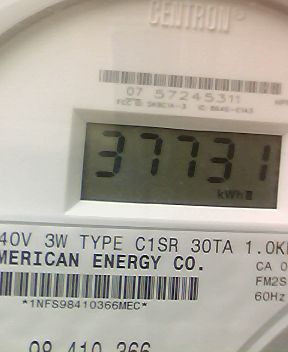 CENTRON®
07 57245311
37731
kWh
40V 3W TYPE C1SR 30TA 1.0K
MERICAN ENERGY CO.
CA 0
FM2S
*1NFS98410366MEC*
60Hz
98 410 366